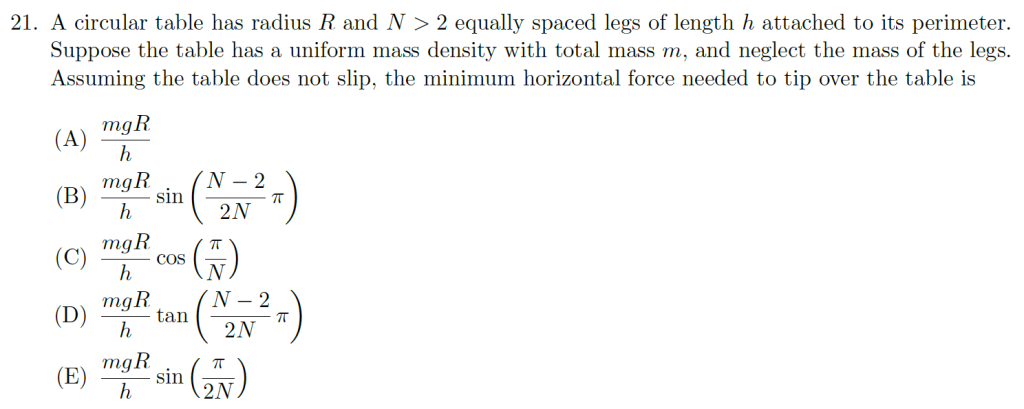 21. A circular table has radius R and N > 2 equally spaced legs of length h attached to its perimeter.
Suppose the table has a uniform mass density with total mass m, and neglect the mass of the legs.
Assuming the table does not slip, the minimum horizontal force needed to tip over the table is
(A) \frac{mgR}{h}
(B) \frac{mgR}{h} sin \left( \frac{N − 2}{2N} π \right)
(C) \frac{mgR}{h} cos \left( \frac{π}{N} \right)
(D) \frac{mgR}{h} tan \left( \frac{N − 2}{2N} π \right)
(E) \frac{mgR}{h} sin \left( \frac{π}{2N} \right)